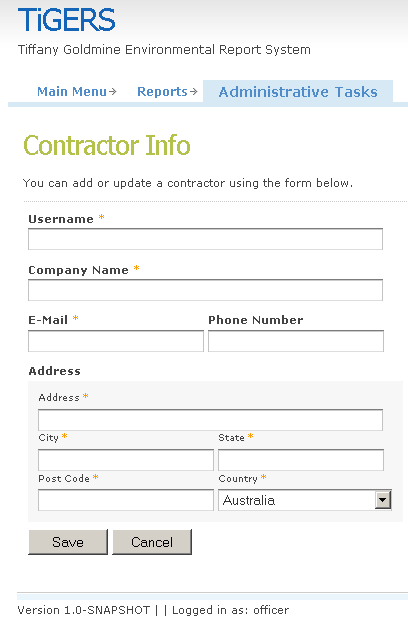 TiGERS
Tiffany Goldmine Environmental Report System
Main Menu Reports Administrative Tasks
Contractor Info
You can add or update a contractor using the form below.
Username *
Company Name *
E-Mail * Phone Number
Address
Address *
City * State *
Post Code * Country *
Australia
Save Cancel
Version 1.0-SNAPSHOT | | Logged in as: officer